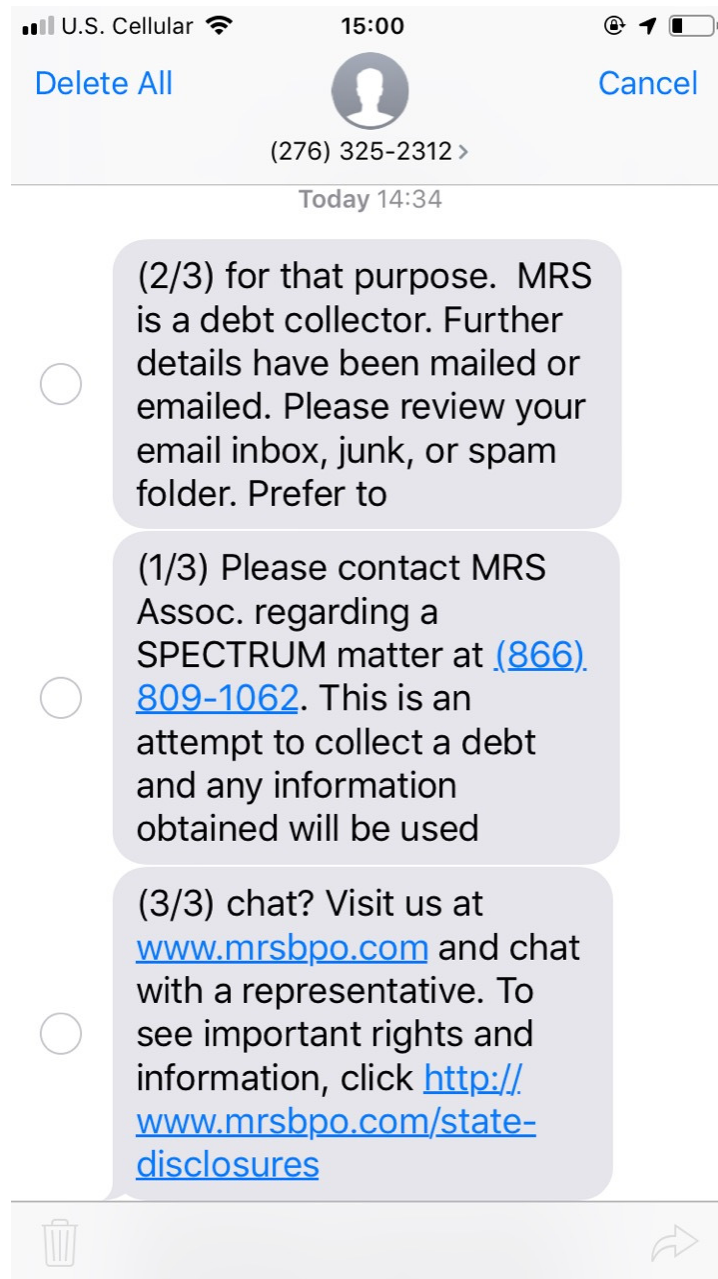 U.S. Cellular 15:00
Delete All Cancel
(276) 325-2312 >
Today 14:34
(2/3) for that purpose.  MRS
is a debt collector. Further
details have been mailed or
emailed. Please review your
email inbox, junk, or spam
folder. Prefer to
(1/3) Please contact MRS
Assoc. regarding a
SPECTRUM matter at (866)
809-1062. This is an
attempt to collect a debt
and any information
obtained will be used
(3/3) chat? Visit us at
www.mrsbpo.com and chat
with a representative. To
see important rights and
information, click http://
www.mrsbpo.com/state-
disclosures